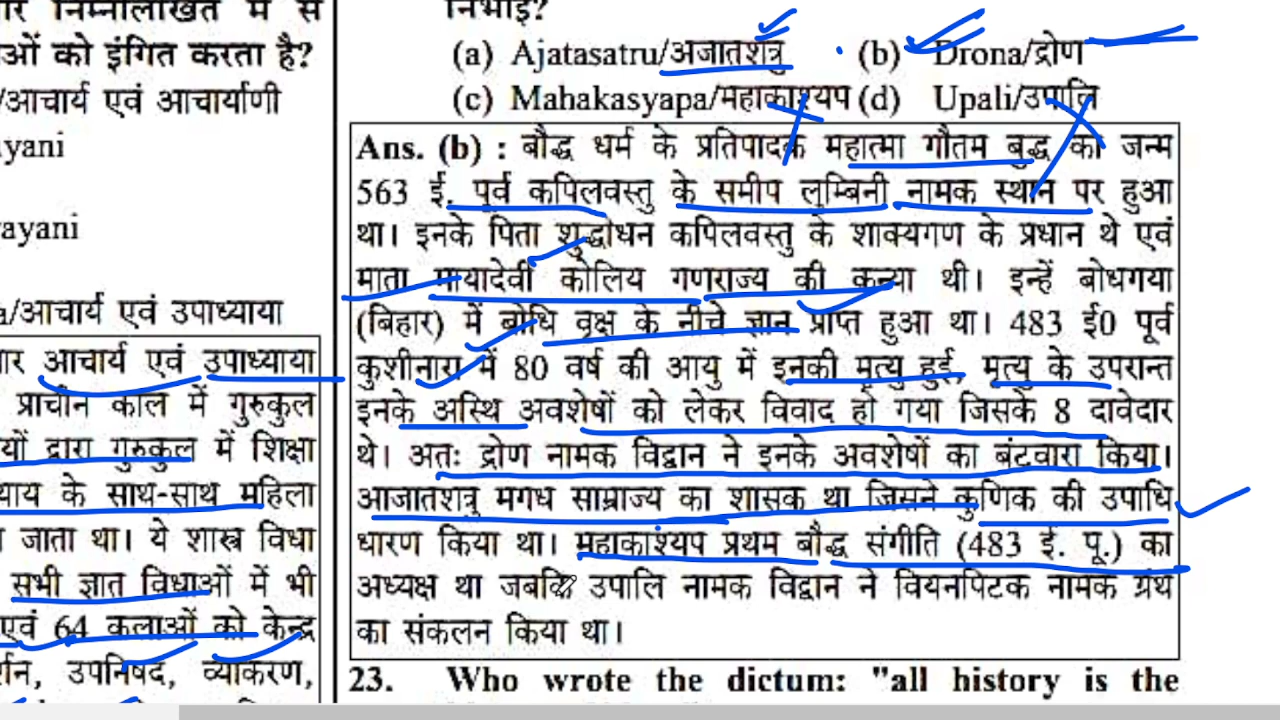 ार निम्नलिखित में से
ओं को इंगित करता है?
/आचार्य एवं आचार्याणी
yani
ayani
a/आचार्य एवं उपाध्याया
ार आचार्य एवं उपाध्याया
प्राचीन काल में गुरुकुल
यों द्वारा गुरुकुल में शिक्षा
याय के साथ-साथ महिला
जाता था। ये शास्त्र विधा
सभी ज्ञात विधाओं में भी
एवं 64 कलाओं को केन्द्र
र्शन, उपनिषद, व्याकरण,
निभाई?
(a) Ajatasatru/अजातशत्रु (b) Drona/द्रोण
(c) Mahakasyapa/महाकाश्यप (d) Upali/उपालि
Ans. (b) : बौद्ध धर्म के प्रतिपादक महात्मा गौतम बुद्ध का जन्म
563 ई. पूर्व कपिलवस्तु के समीप लुम्बिनी नामक स्थान पर हुआ
था। इनके पिता शुद्धोधन कपिलवस्तु के शाक्यगण के प्रधान थे एवं
माता मायादेवी कोलिय गणराज्य की कन्या थी। इन्हें बोधगया
(बिहार) में बोधि वृक्ष के नीचे ज्ञान प्राप्त हुआ था। 483 ई0 पूर्व
कुशीनारा में 80 वर्ष की आयु में इनकी मृत्यु हुई, मृत्यु के उपरान्त
इनके अस्थि अवशेषों को लेकर विवाद हो गया जिसके 8 दावेदार
थे। अतः द्रोण नामक विद्वान ने इनके अवशेषों का बंटवारा किया।
आजातशत्रु मगध साम्राज्य का शासक था जिसने कुणिक की उपाधि
धारण किया था। महाकाश्यप प्रथम बौद्ध संगीति (483 ई. पू.) का
अध्यक्ष था जबकि उपालि नामक विद्वान ने वियनपिटक नामक ग्रंथ
का संकलन किया था।
23. Who wrote the dictum: "all history is the